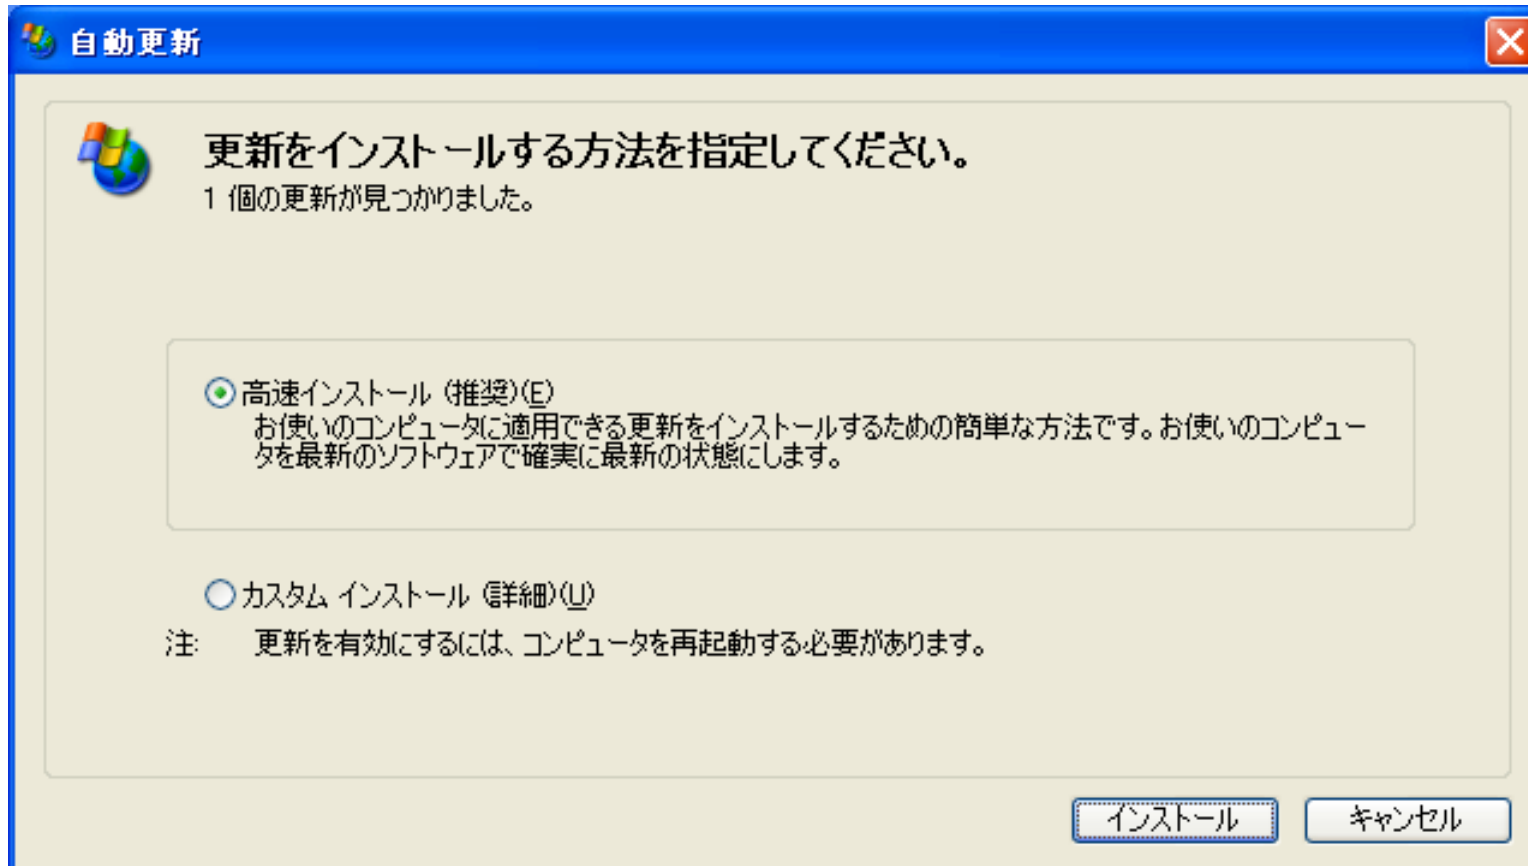 自動更新
更新をインストールする方法を指定してください。
1 個の更新が見つかりました。
高速インストール (推奨)(E)
お使いのコンピュータに適用できる更新をインストールするための簡単な方法です。お使いのコンピュー
タを最新のソフトウェアで確実に最新の状態にします。
カスタム インストール (詳細)(U)
注: 更新を有効にするには、コンピュータを再起動する必要があります。
インストール キャンセル